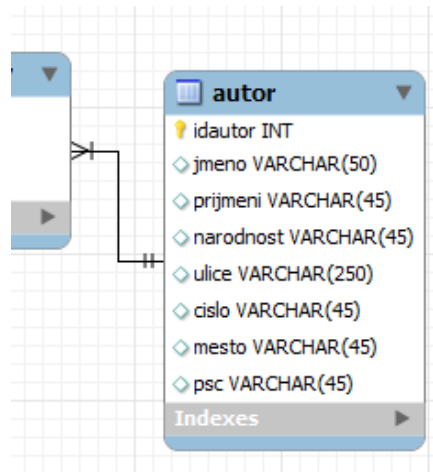 autor
idautor INT
jmeno VARCHAR(50)
prijmeni VARCHAR(45)
narodnost VARCHAR(45)
ulice VARCHAR(250)
cislo VARCHAR(45)
mesto VARCHAR(45)
psc VARCHAR(45)
Indexes